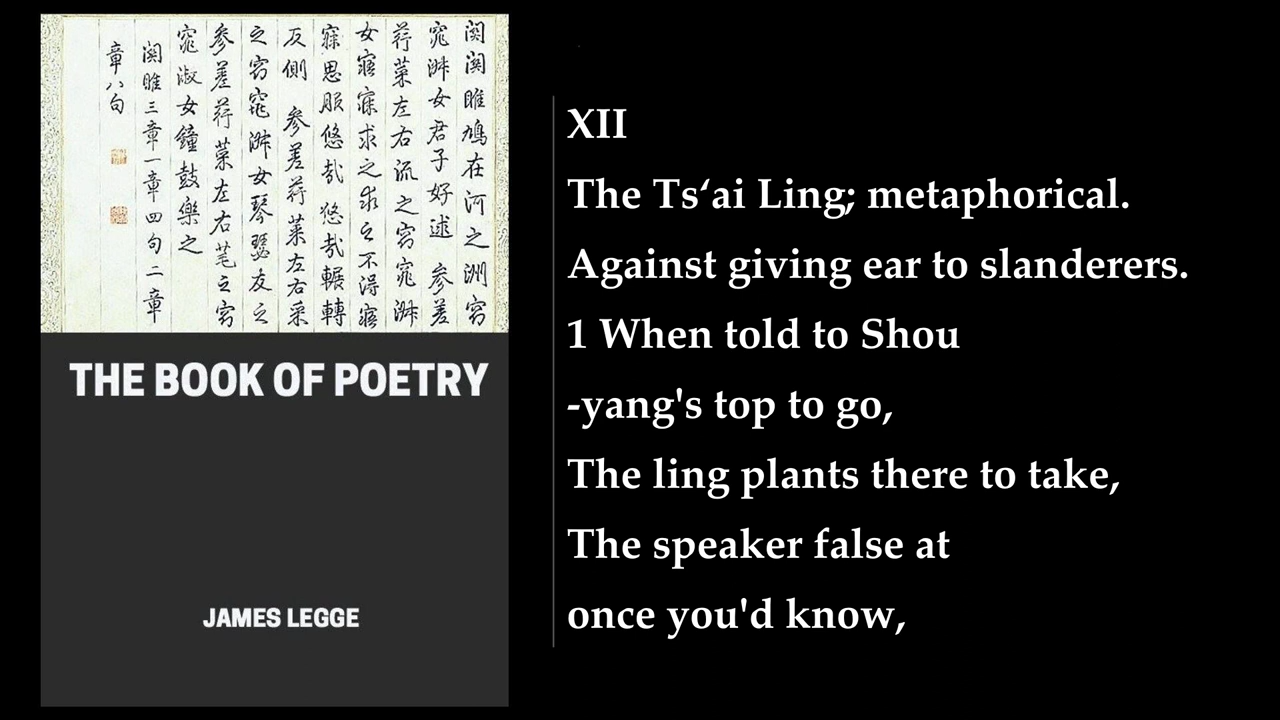 関関雎鳩在河之洲窈
窕淑女君子好逑 参差
荇菜左右流之窈窕淑
女寤寐求之求之不得寤
寐思服悠哉悠哉輾轉
反側 参差荇菜左右采
之窈窕淑女琴瑟友之
参差荇菜左右芼之窈
窕淑女鐘鼓樂之
関雎三章一章四句二章
章八句
THE BOOK OF POETRY
JAMES LEGGE
XII
The Ts‘ai Ling; metaphorical.
Against giving ear to slanderers.
1 When told to Shou
-yang's top to go,
The ling plants there to take,
The speaker false at
once you'd know,